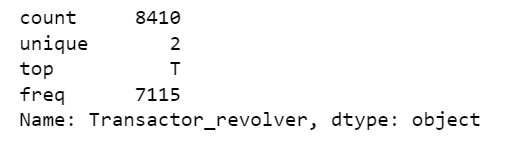 count 8410
unique 2
top T
freq 7115
Name: Transactor_revolver, dtype: object